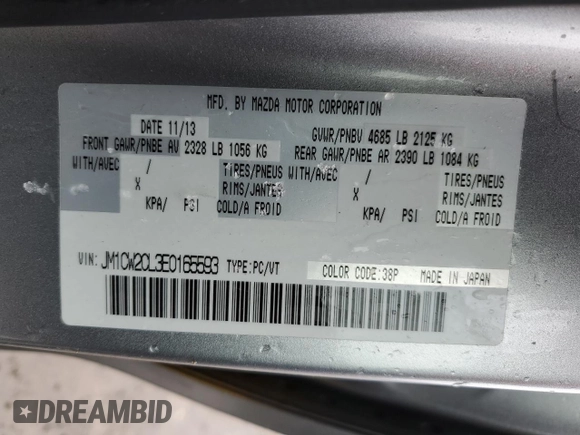 MFD. BY MAZDA MOTOR CORPORATION
DATE 11/13 GVWR/PNBV 4685 LB 2125 KG
FRONT GAWR/PNBE AV 2328 LB 1056 KG REAR GAWR/PNBE AR 2390 LB 1084 KG
WITH/AVEC / TIRES/PNEUS WITH/AVEC / TIRES/PNEUS
X RIMS/JANTES X RIMS/JANTES
KPA/ PSI COLD/A FROID KPA/ PSI COLD/A FROID
VIN: JM1CW2CL3E0165593 TYPE:PC/VT COLOR CODE:38P MADE IN JAPAN
DREAMBID